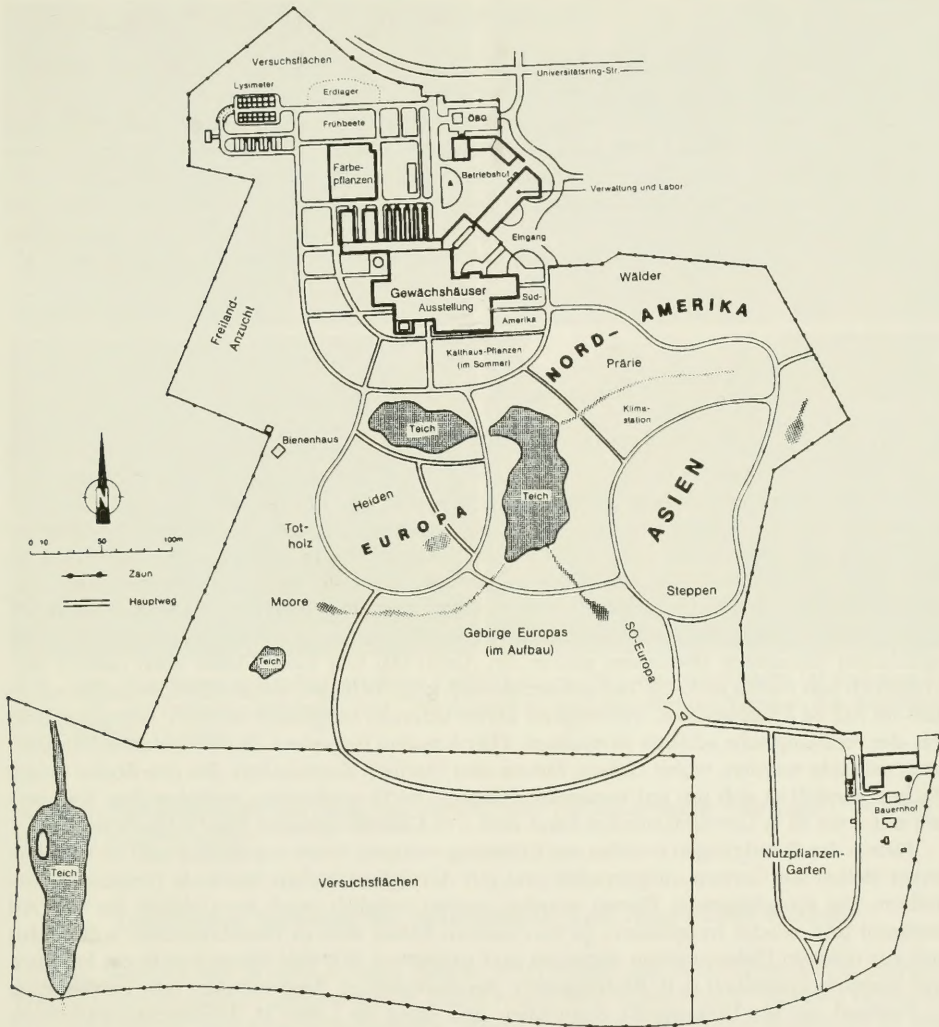 Versuchsflächen
Universitätsring-Str.
Lysimeter
Erdlager
Frühbeete
ÖBG
Farbe-
pflanzen
Betriebshof
Verwaltung und Labor
Eingang
Wälder
Gewächshäuser
Ausstellung
Süd-
Amerika
NORD-AMERIKA
Freiland-
Anzucht
Kalthaus-Pflanzen
(im Sommer)
Prärie
Klima-
station
Teich
Bienenhaus
Teich
ASIEN
N
Heiden
EUROPA
Tot-
holz
0 10 50 100m
Zaun
Hauptweg
Steppen
Moore
Gebirge Europas
(im Aufbau)
SO-Europa
Teich
Bauernhof
Teich
Versuchsflächen
Nutzpflanzen-
Garten